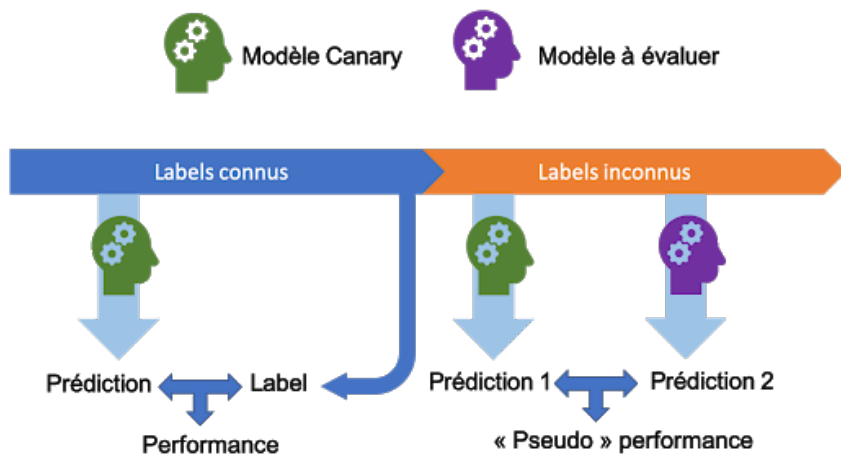 Modèle Canary
Modèle à évaluer
Labels connus
Labels inconnus
Prédiction
Label
Prédiction 1
Prédiction 2
Performance
« Pseudo » performance